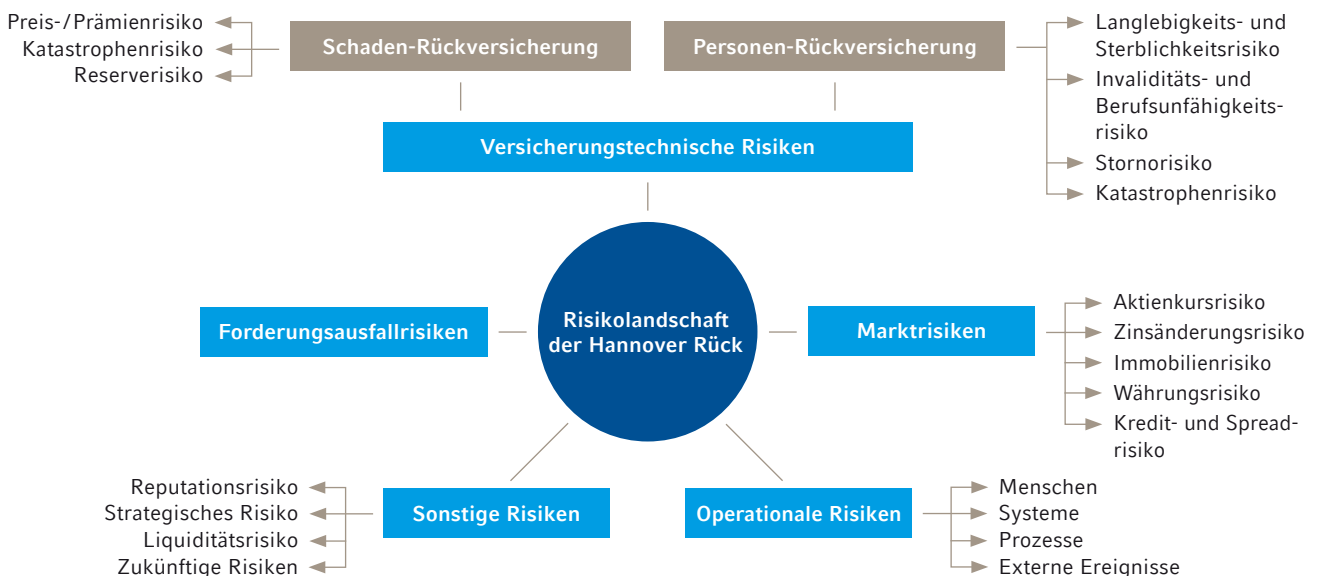 Preis-/Prämienrisiko
Katastrophenrisiko
Reserverisiko
Schaden-Rückversicherung
Personen-Rückversicherung
Langlebigkeits- und
Sterblichkeitsrisiko
Invaliditäts- und
Berufsunfähigkeits-
risiko
Stornorisiko
Katastrophenrisiko
Versicherungstechnische Risiken
Forderungsausfallrisiken
Risikolandschaft
der Hannover Rück
Marktrisiken
Aktienkursrisiko
Zinsänderungsrisiko
Immobilienrisiko
Währungsrisiko
Kredit- und Spread-
risiko
Reputationsrisiko
Strategisches Risiko
Liquiditätsrisiko
Zukünftige Risiken
Sonstige Risiken
Operationale Risiken
Menschen
Systeme
Prozesse
Externe Ereignisse